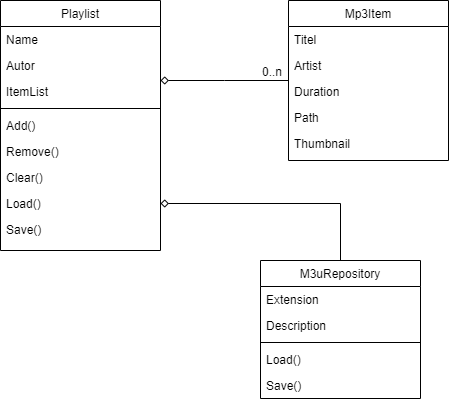 Playlist
Name
Autor
ItemList
Add()
Remove()
Clear()
Load()
Save()
0..n
Mp3Item
Titel
Artist
Duration
Path
Thumbnail
M3uRepository
Extension
Description
Load()
Save()